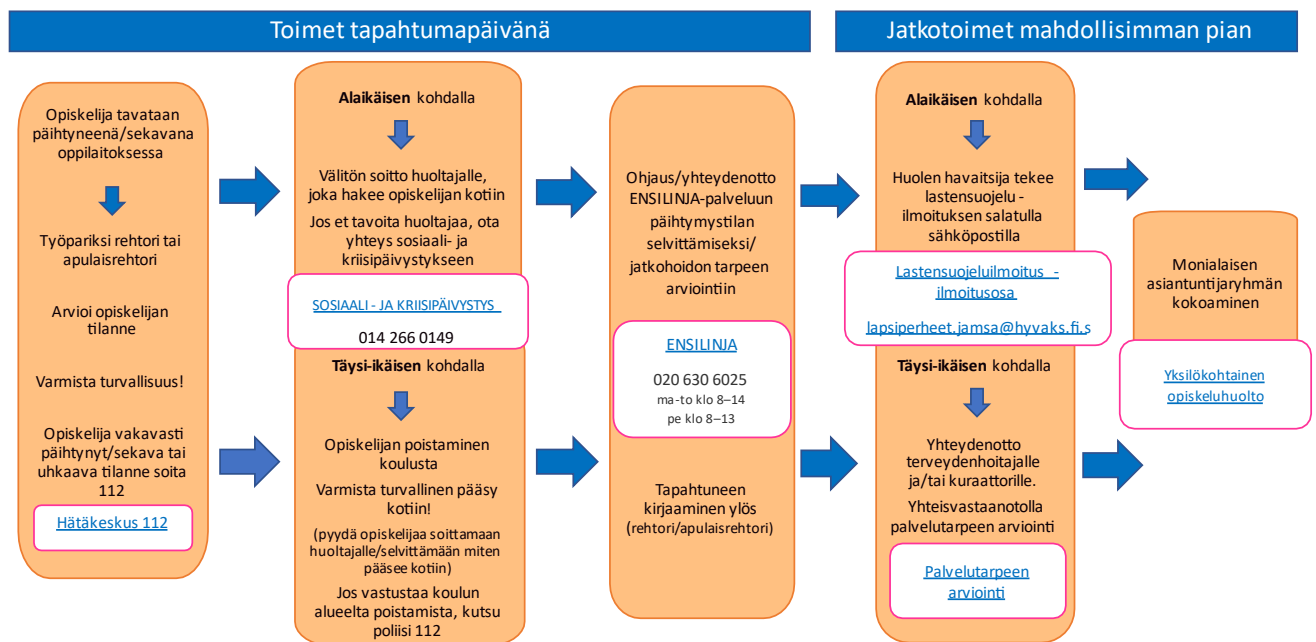 Toimet tapahtumapäivänä
Jatkotoimet mahdollisimman pian
Opiskelija tavataan
päihtyneenä/sekavana
oppilaitoksessa
Työpariksi rehtori tai
apulaisrehtori
Arvioi opiskelijan
tilanne
Varmista turvallisuus!
Opiskelija vakavasti
päihtynyt/sekava tai
uhkaava tilanne soita
112
Hätäkeskus 112
Alaikäisen kohdalla
Välitön soitto huoltajalle,
joka hakee opiskelijan kotiin
Jos et tavoita huoltajaa, ota
yhteys sosiaali- ja
kriisipäivystykseen
SOSIAALI - JA KRIISIPÄIVYSTYS
014 266 0149
Täysi-ikäisen kohdalla
Opiskelijan poistaminen
koulusta
Varmista turvallinen pääsy
kotiin!
(pyydä opiskelijaa soittamaan
huoltajalle/selvittämään miten
pääsee kotiin)
Jos vastustaa koulun
alueelta poistamista, kutsu
poliisi 112
Ohjaus/yhteydenotto
ENSILINJA-palveluun
päihtymystilan
selvittämiseksi/
jatkohoidon tarpeen
arviointiin
ENSILINJA
020 630 6025
ma-to klo 8–14
pe klo 8–13
Tapahtuneen
kirjaaminen ylös
(rehtori/apulaisrehtori)
Alaikäisen kohdalla
Huolen havaitsija tekee
lastensuojelu -
ilmoituksen salatulla
sähköpostilla
Lastensuojeluilmoitus -
ilmoitusosa
lapsiperheet.jamsa@hyvaks.fi.s
Täysi-ikäisen kohdalla
Yhteydenotto
terveydenhoitajalle
ja/tai kuraattorille.
Yhteisvastaanotolla
palvelutarpeen arviointi
Palvelutarpeen
arviointi
Monialaisen
asiantuntijaryhmän
kokoaminen
Yksilökohtainen
opiskeluhuolto